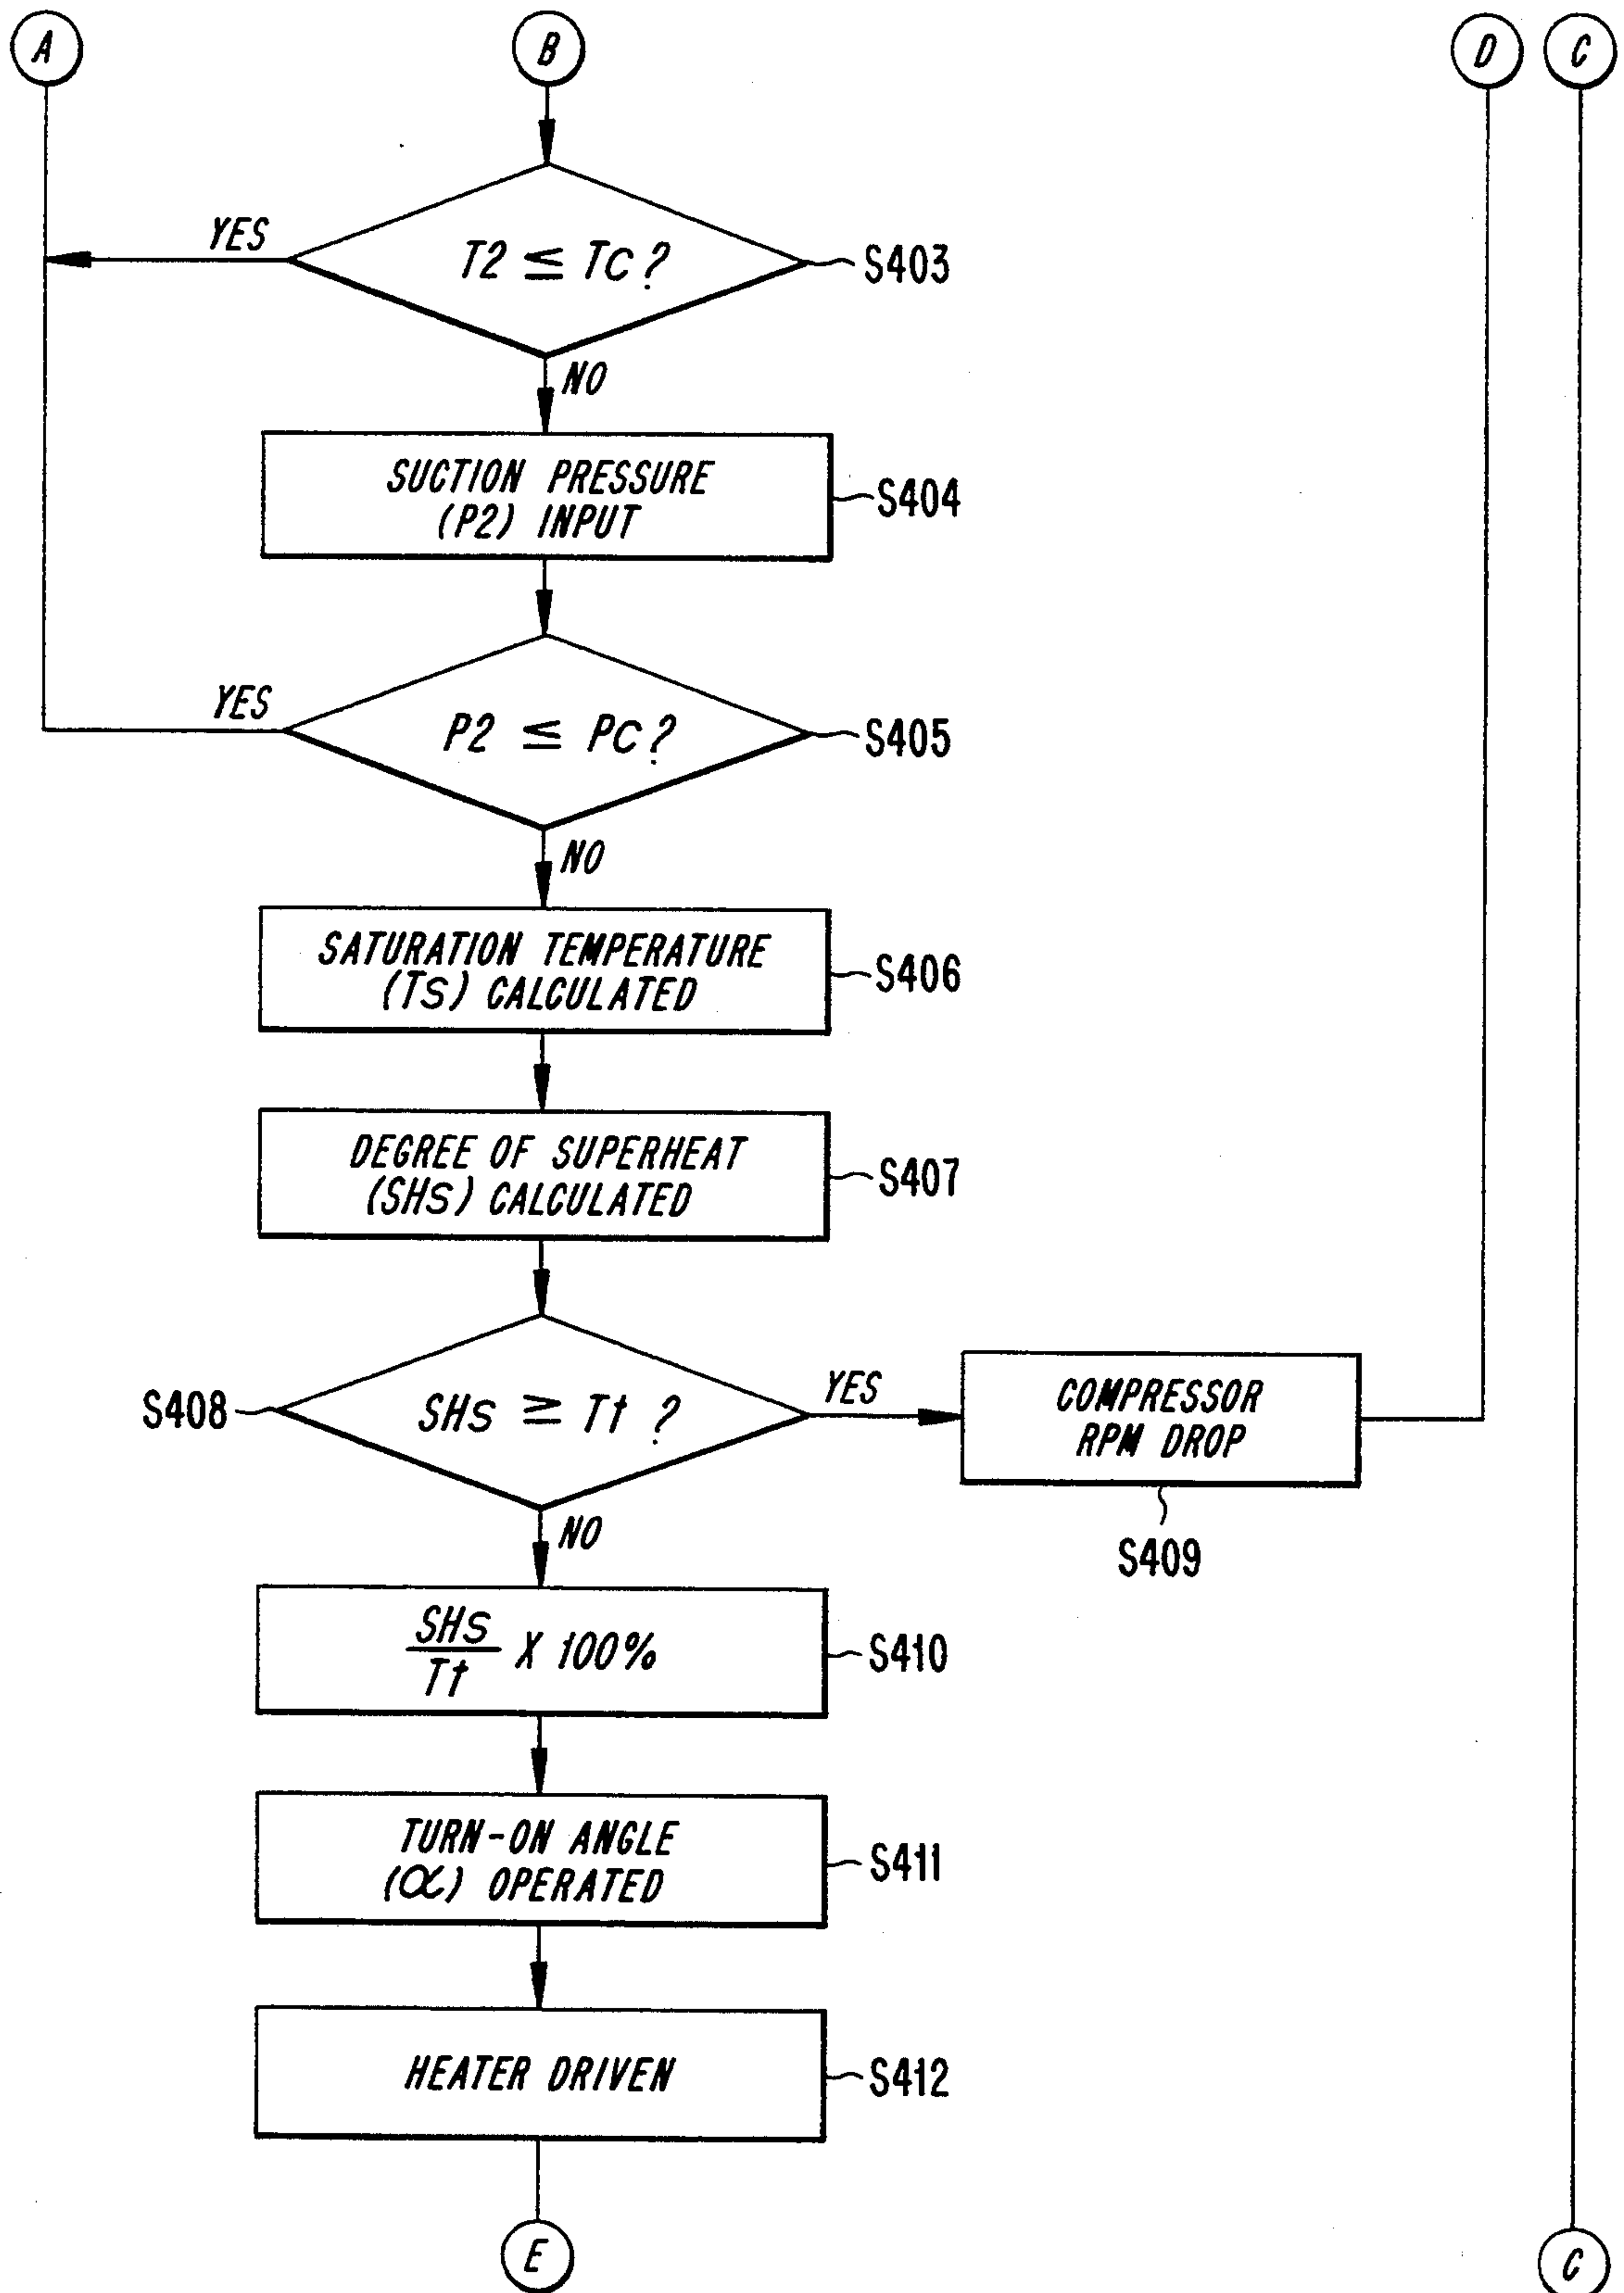 A
B
D
C
YES
T2 ≦ Tc?
S403
NO
SUCTION PRESSURE
(P2) INPUT
S404
YES
P2 ≦ Pc?
S405
NO
SATURATION TEMPERATURE
(Ts) CALCULATED
S406
DEGREE OF SUPERHEAT
(SHs) CALCULATED
S407
S408
SHs ≧ Tt ?
YES
COMPRESSOR
RPM DROP
S409
NO
SHs
Tt
X 100%
S410
TURN-ON ANGLE
(α) OPERATED
S411
HEATER DRIVEN
S412
E
C